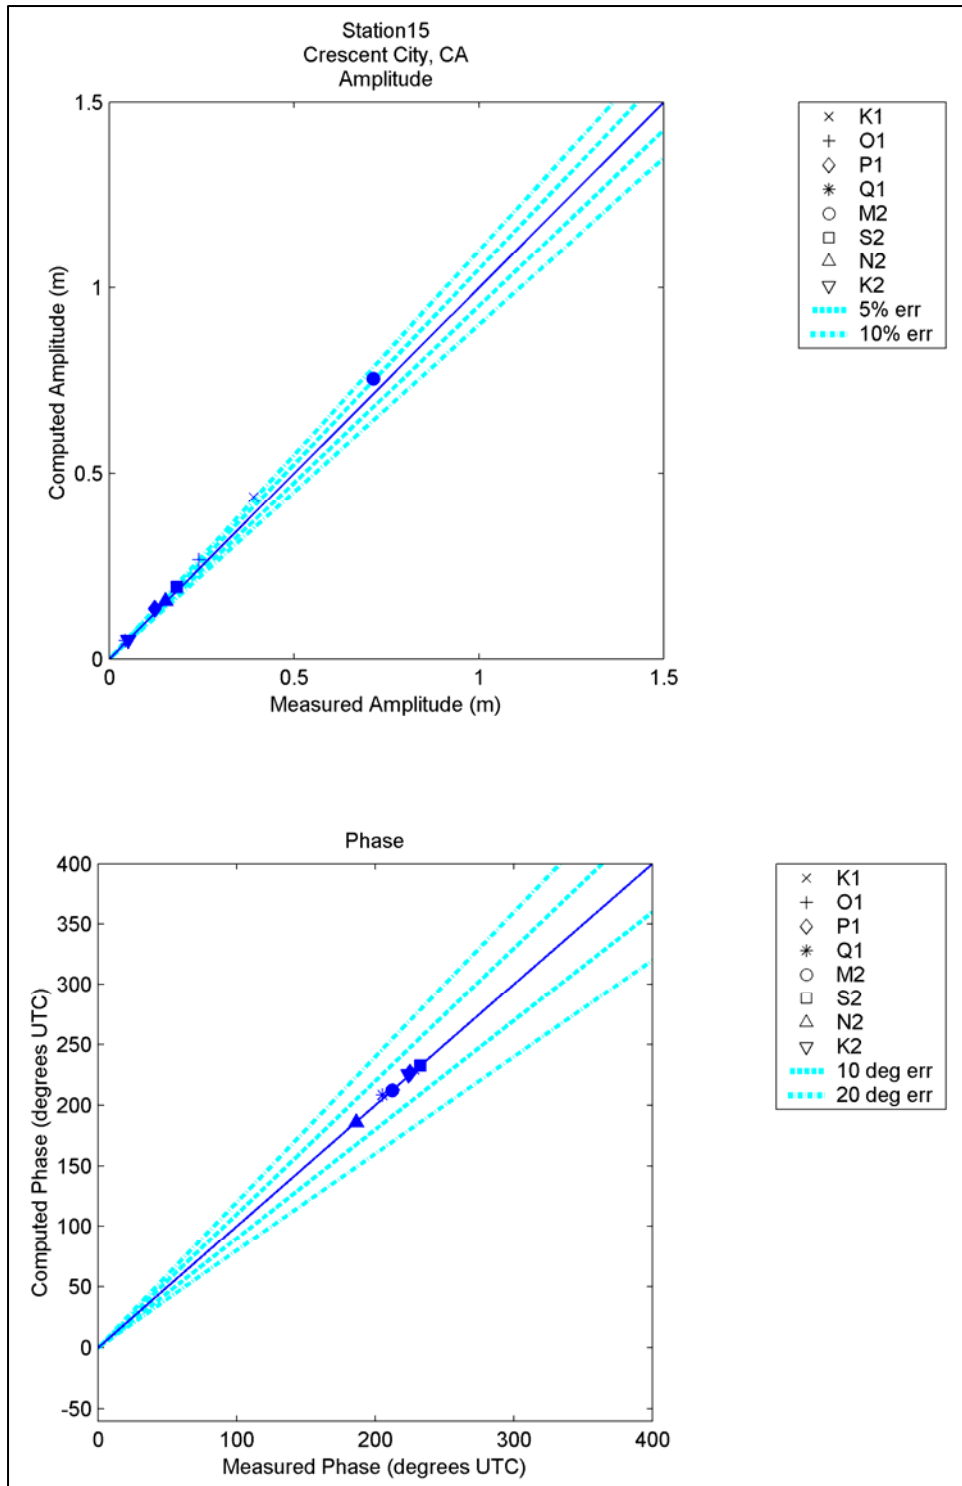 Station15
Crescent City, CA
Amplitude
1.5
1
0.5
0
Computed Amplitude (m)
0
0.5
1
1.5
Measured Amplitude (m)
K1
O1
P1
Q1
M2
S2
N2
K2
5% err
10% err
Phase
400
350
300
250
200
150
100
50
0
-50
Computed Phase (degrees UTC)
0
100
200
300
400
Measured Phase (degrees UTC)
K1
O1
P1
Q1
M2
S2
N2
K2
10 deg err
20 deg err